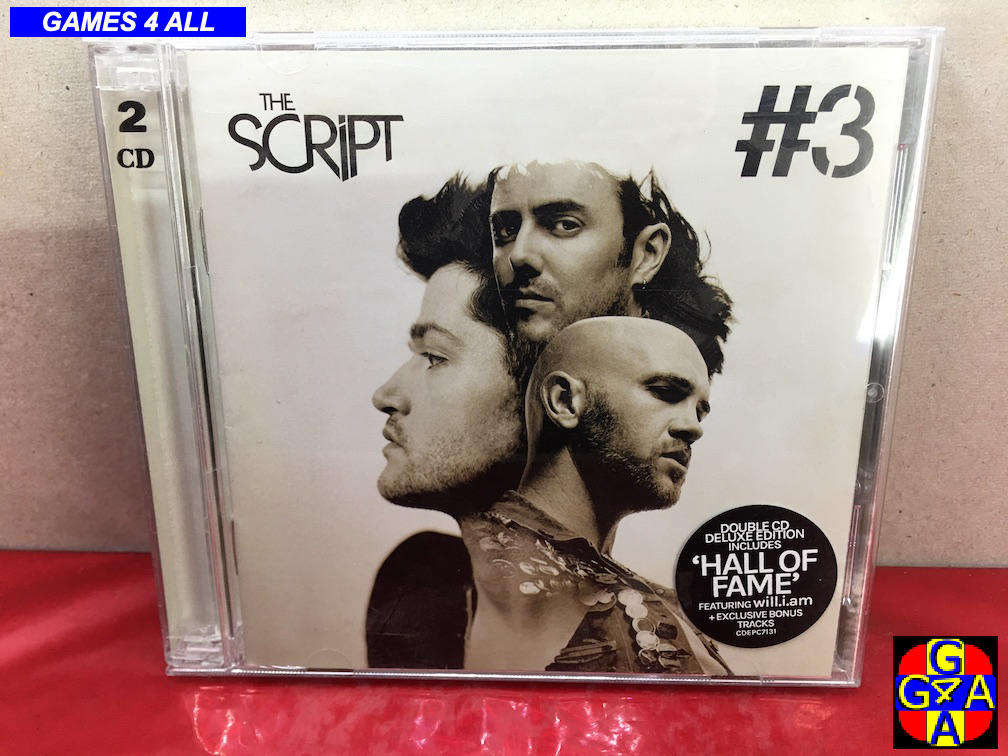 GAMES 4 ALL
2
CD
THE
SCRiPT
#3
DOUBLE CD
DELUXE EDITION
INCLUDES
‘HALL OF
FAME’
FEATURING will.i.am
+ EXCLUSIVE BONUS
TRACKS
CDEPC7131
G
G4A
A